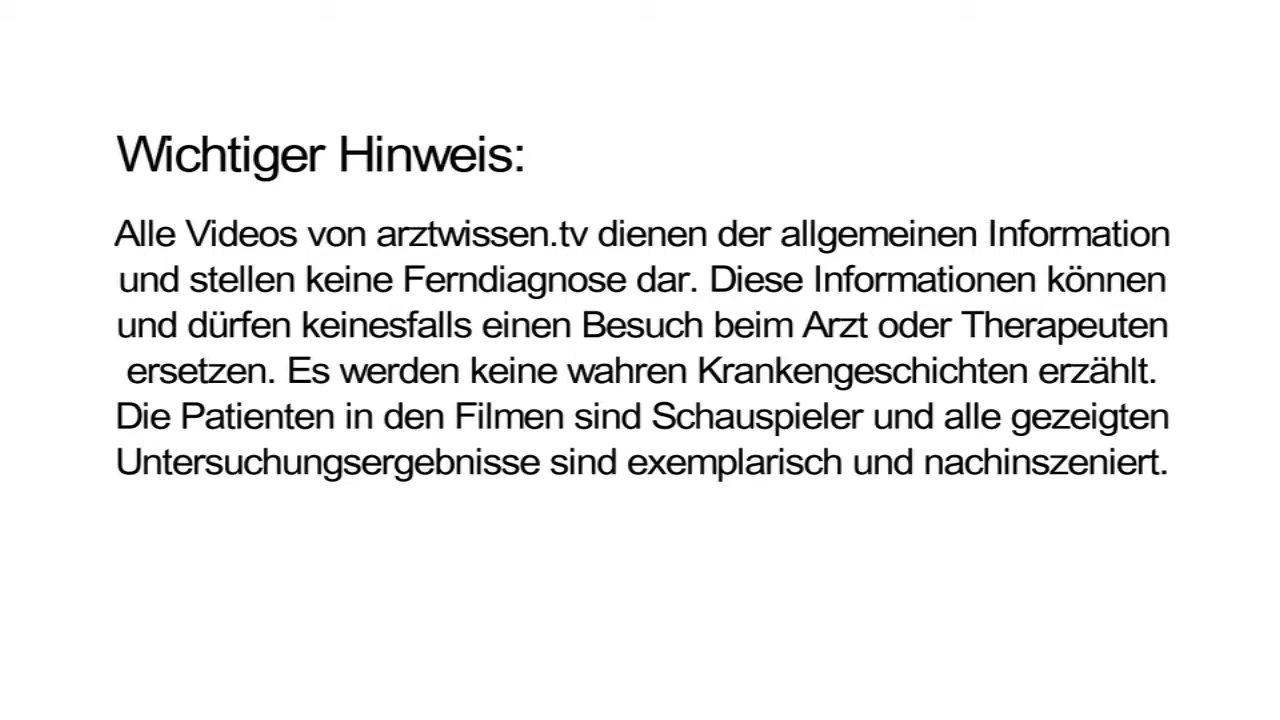 Wichtiger Hinweis:
Alle Videos von arztwissen.tv dienen der allgemeinen Information
und stellen keine Ferndiagnose dar. Diese Informationen können
und dürfen keinesfalls einen Besuch beim Arzt oder Therapeuten
ersetzen. Es werden keine wahren Krankengeschichten erzählt.
Die Patienten in den Filmen sind Schauspieler und alle gezeigten
Untersuchungsergebnisse sind exemplarisch und nachinszeniert.